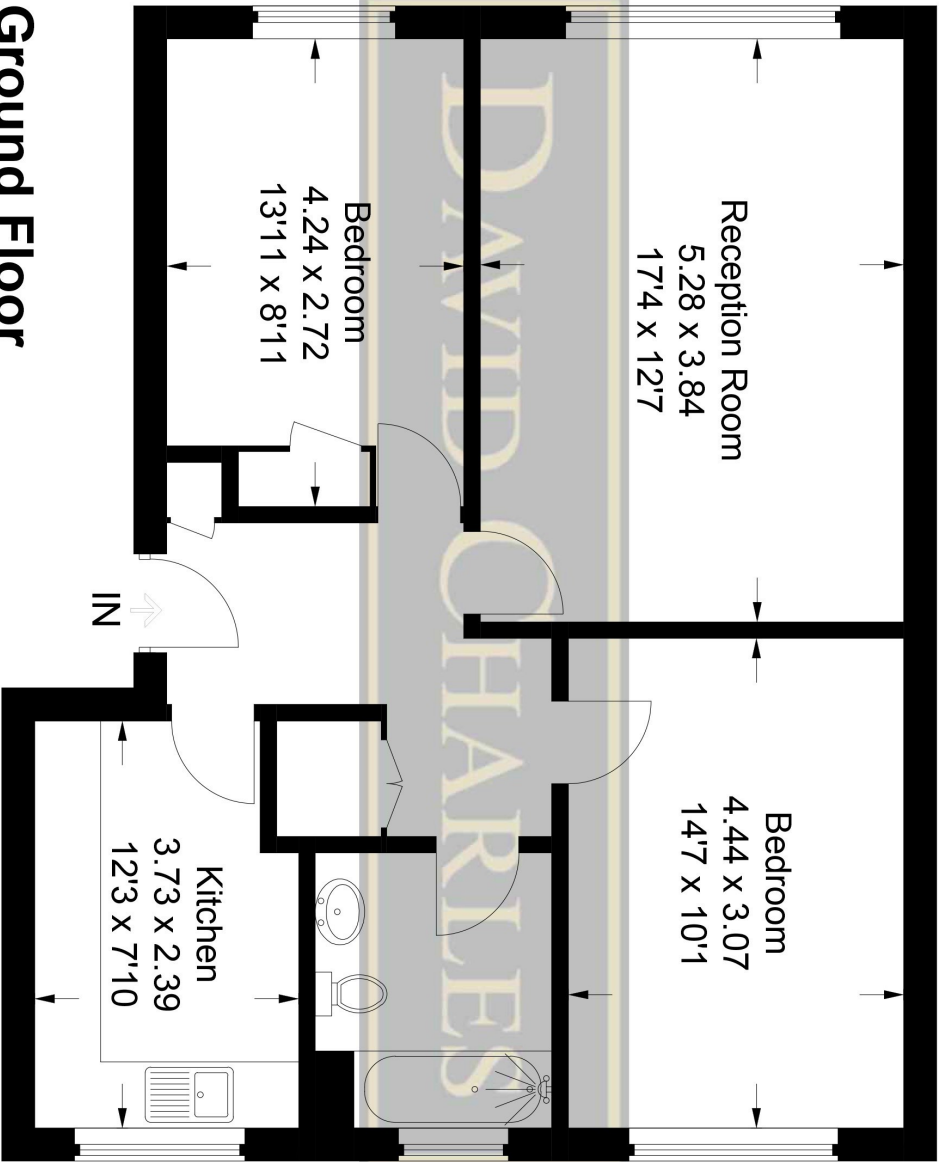 Reception Room
5.28 x 3.84
17'4 x 12'7
Bedroom
4.24 x 2.72
13'11 x 8'11
Bedroom
4.44 x 3.07
14'7 x 10'1
Kitchen
3.73 x 2.39
12'3 x 7'10
IN
DAVID CHARLES
Ground Floor